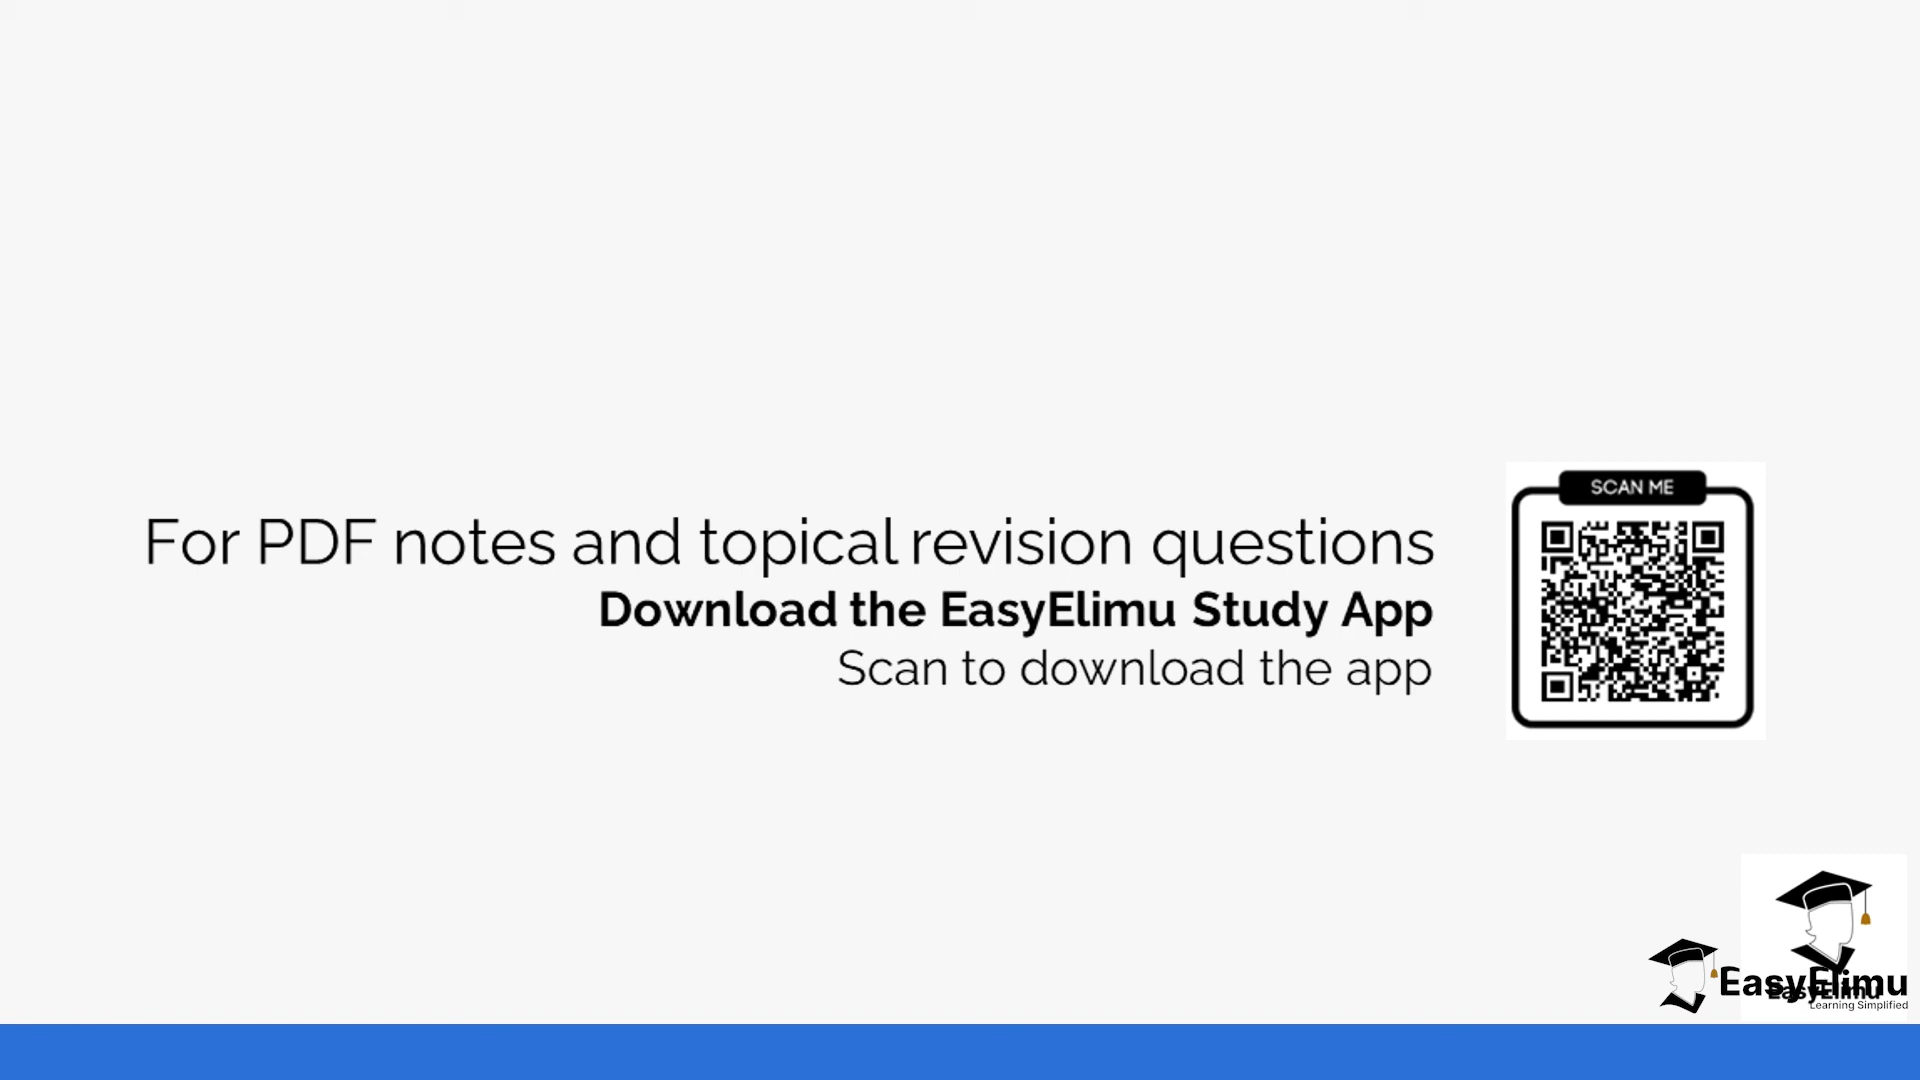 SCAN ME
For PDF notes and topical revision questions
Download the EasyElimu Study App
Scan to download the app
EasyElimu
EasyElimu
Learning Simplified